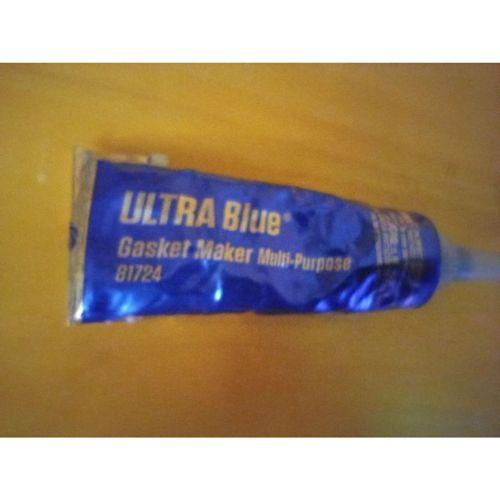 ULTRA Blue®
Gasket Maker Multi-Purpose
81724